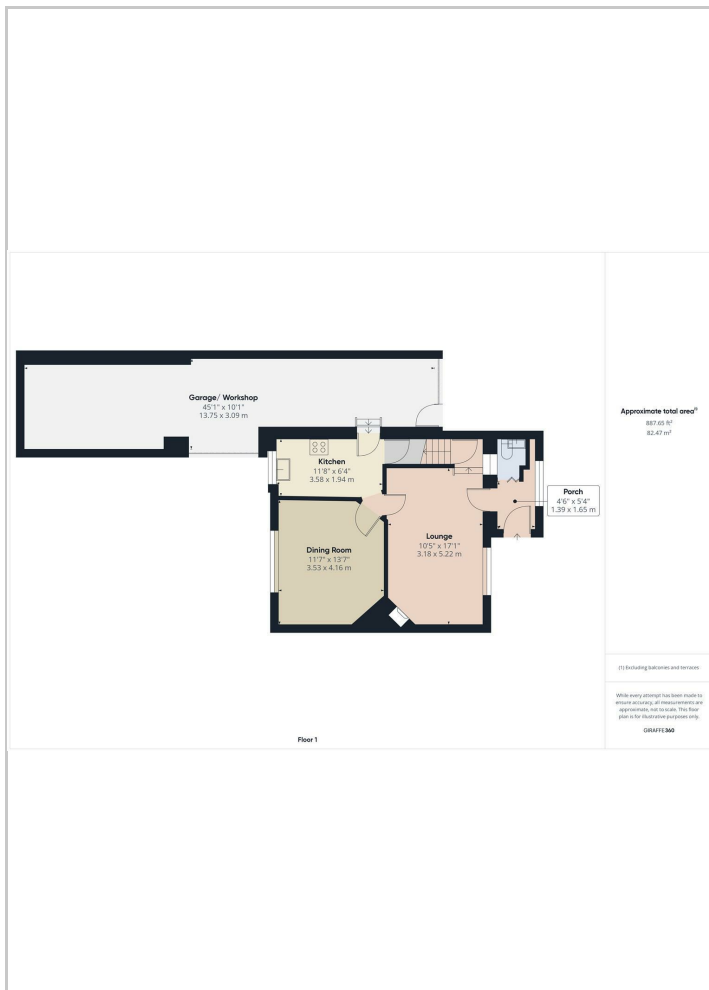 Garage/ Workshop
45'1" x 10'1"
13.75 x 3.09 m
Kitchen
11'8" x 6'4"
3.58 x 1.94 m
Porch
4'6" x 5'4"
1.39 x 1.65 m
Lounge
10'5" x 17'1"
3.18 x 5.22 m
Dining Room
11'7" x 13'7"
3.53 x 4.16 m
Floor 1
Approximate total area⁽¹⁾
887.65 ft²
82.47 m²
(1) Excluding balconies and terraces
While every attempt has been made to
ensure accuracy, all measurements are
approximate, not to scale. This floor
plan is for illustrative purposes only.
GIRAFFE360